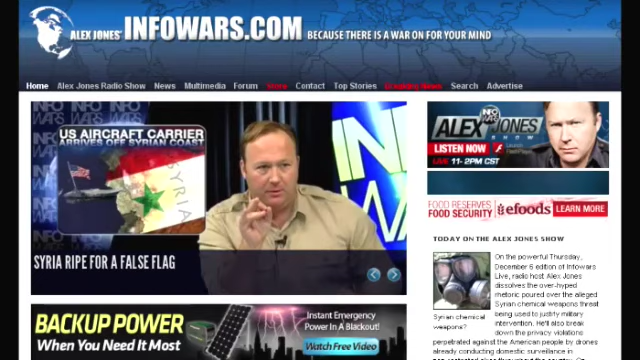 ALEX JONES' INFOWARS.COM BECAUSE THERE IS A WAR ON FOR YOUR MIND
Home Alex Jones Radio Show News Multimedia Forum Store Contact Top Stories Breaking News Search Advertise
INFO WARS
US AIRCRAFT CARRIER
ARRIVES OFF SYRIAN COAST
SYRIA
SYRIA RIPE FOR A FALSE FLAG
INFO WARS
ALEX JONES
SHOW
LISTEN NOW
LIVE 11-2PM CST
FOOD RESERVES
FOOD SECURITY
efoods
LEARN MORE
TODAY ON THE ALEX JONES SHOW
On the powerful Thursday,
December 6 edition of Infowars
Live, radio host Alex Jones
dissolves the over-hyped
rhetoric poured over the alleged
Syrian chemical weapons threat
being used to justify military
intervention. He'll also break
down the privacy violations
perpetrated against the American people by drones
already conducting domestic surveillance in
Syrian chemical
weapons?
BACKUP POWER
When You Need It Most
Instant Emergency
Power In A Blackout!
Watch Free Video